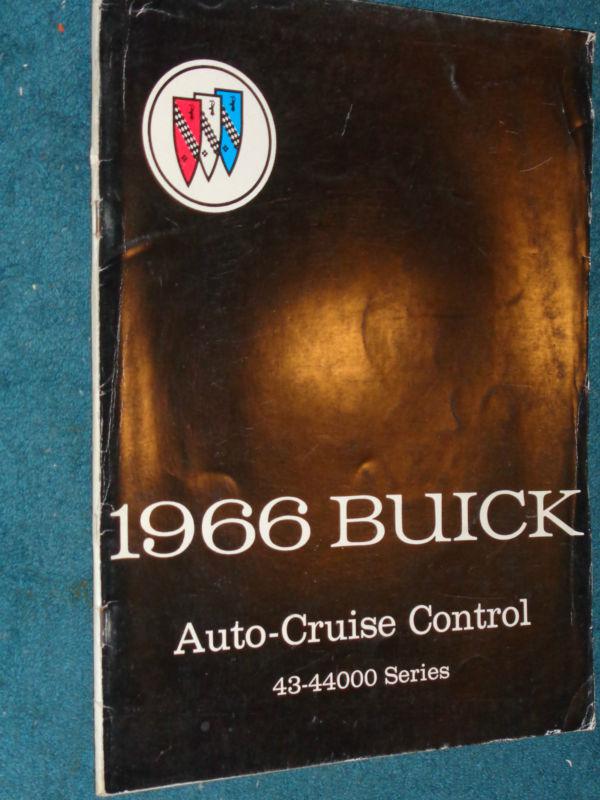 1966 BUICK
Auto-Cruise Control
43-44000 Series